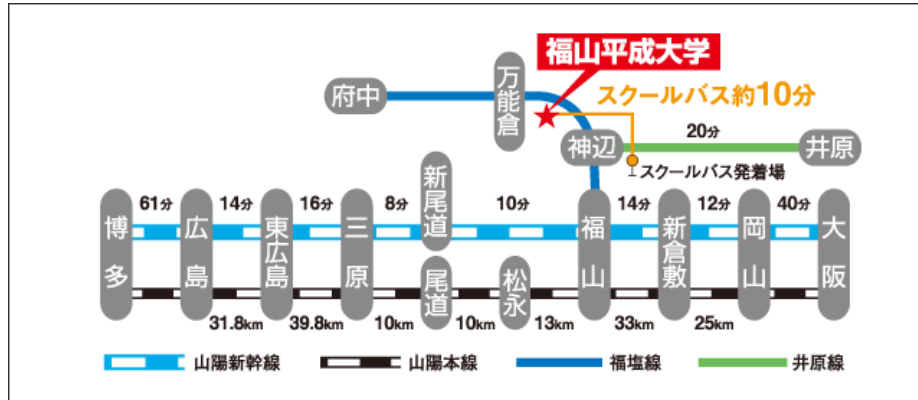 福山平成大学
万能倉
府中
スクールバス約10分
神辺
20分
井原
スクールバス発着場
61分
14分
16分
8分
新尾道
10分
14分
12分
40分
博多
広島
東広島
三原
福山
新倉敷
岡山
大阪
尾道
松永
31.8km
39.8km
10km
10km
13km
33km
25km
山陽新幹線
山陽本線
福塩線
井原線